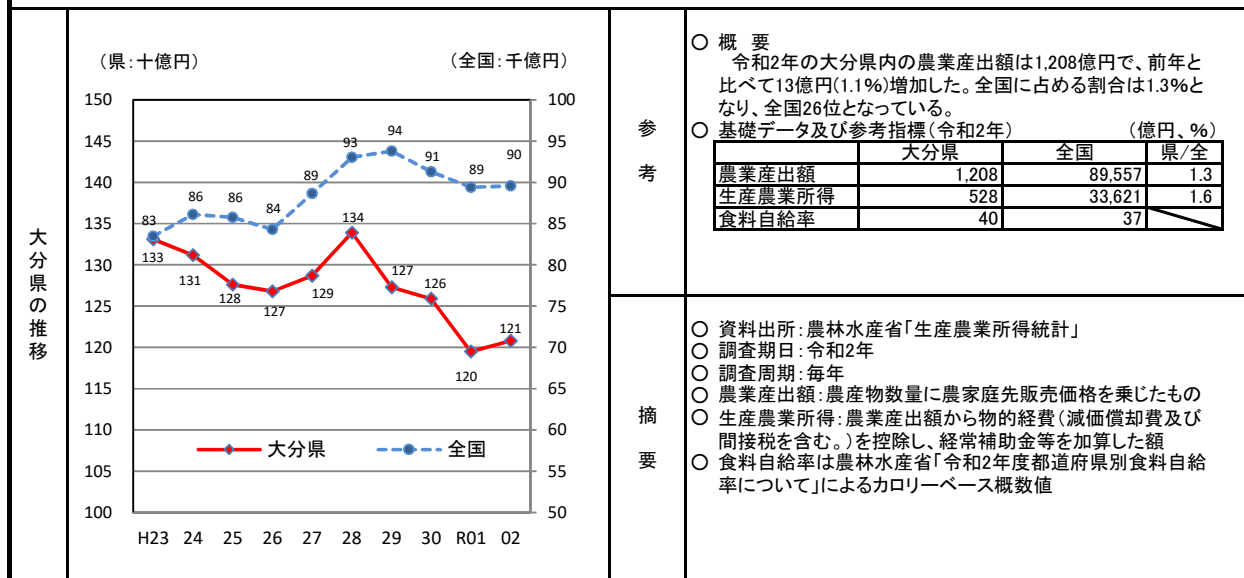 大分県の推移
(県:十億円)
(全国:千億円)
150
145
140
135
130
125
120
115
110
105
100
100
95
90
85
80
75
70
65
60
55
50
83
86
86
84
89
93
94
91
89
90
133
131
128
127
129
134
127
126
120
121
大分県
全国
H23 24 25 26 27 28 29 30 R01 02
参考
○ 概 要
令和2年の大分県内の農業産出額は1,208億円で、前年と
比べて13億円(1.1%)増加した。全国に占める割合は1.3%と
なり、全国26位となっている。
○ 基礎データ及び参考指標(令和2年) (億円、%)
大分県 全国 県/全
農業産出額 1,208 89,557 1.3
生産農業所得 528 33,621 1.6
食料自給率 40 37
摘要
○ 資料出所:農林水産省「生産農業所得統計」
○ 調査期日:令和2年
○ 調査周期:毎年
○ 農業産出額:農産物数量に農家庭先販売価格を乗じたもの
○ 生産農業所得:農業産出額から物的経費(減価償却費及び
間接税を含む。)を控除し、経常補助金等を加算した額
○ 食料自給率は農林水産省「令和2年度都道府県別食料自給
率について」によるカロリーベース概数値